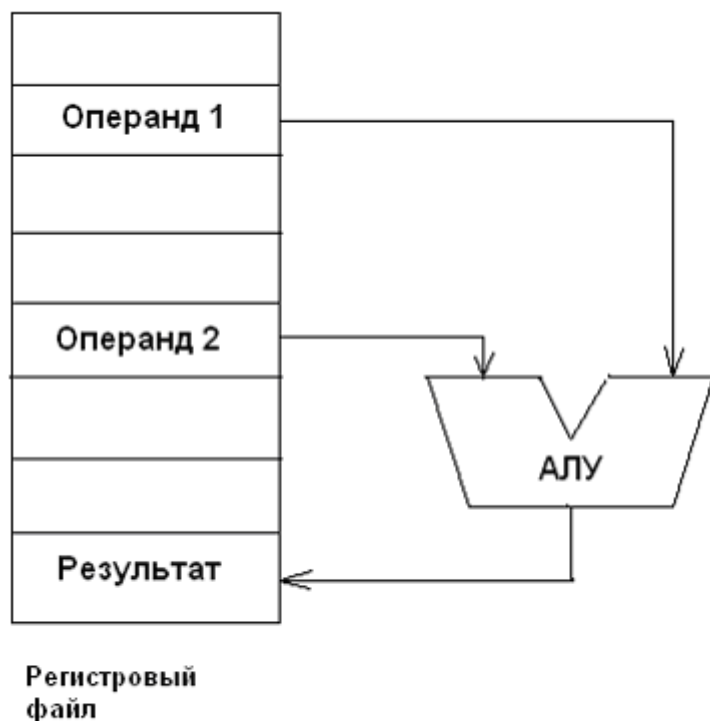 Операнд 1
Операнд 2
АЛУ
Результат
Регистровый
файл